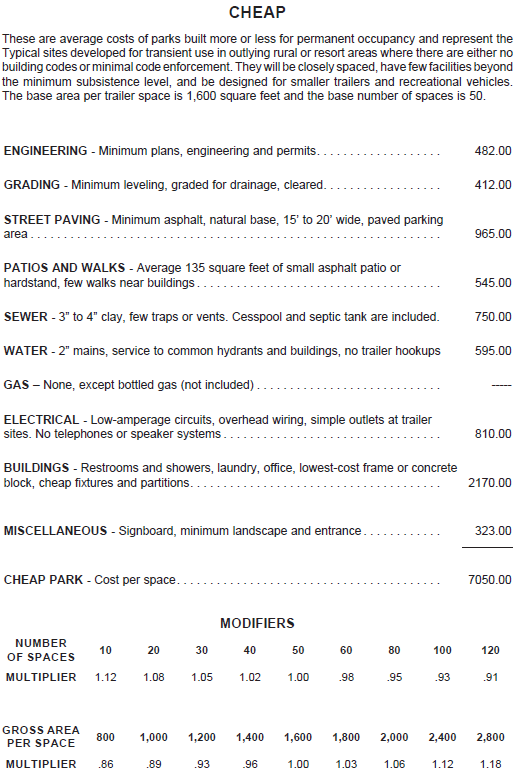 CHEAP
These are average costs of parks built more or less for permanent occupancy and represent the
Typical sites developed for transient use in outlying rural or resort areas where there are either no
building codes or minimal code enforcement. They will be closely spaced, have few facilities beyond
the minimum subsistence level, and be designed for smaller trailers and recreational vehicles.
The base area per trailer space is 1,600 square feet and the base number of spaces is 50.
ENGINEERING - Minimum plans, engineering and permits. . . . . . . . . . . . . . . . . . . 482.00
GRADING - Minimum leveling, graded for drainage, cleared. . . . . . . . . . . . . . . . . . 412.00
STREET PAVING - Minimum asphalt, natural base, 15' to 20' wide, paved parking
area . . . . . . . . . . . . . . . . . . . . . . . . . . . . . . . . . . . . . . . . . . . . . . . . . . . . . . . . . . . . . . 965.00
PATIOS AND WALKS - Average 135 square feet of small asphalt patio or
hardstand, few walks near buildings . . . . . . . . . . . . . . . . . . . . . . . . . . . . . . . . . . . . . 545.00
SEWER - 3” to 4” clay, few traps or vents. Cesspool and septic tank are included. 750.00
WATER - 2” mains, service to common hydrants and buildings, no trailer hookups 595.00
GAS – None, except bottled gas (not included) . . . . . . . . . . . . . . . . . . . . . . . . . . . . -----
ELECTRICAL - Low-amperage circuits, overhead wiring, simple outlets at trailer
sites. No telephones or speaker systems . . . . . . . . . . . . . . . . . . . . . . . . . . . . . . . . . 810.00
BUILDINGS - Restrooms and showers, laundry, office, lowest-cost frame or concrete
block, cheap fixtures and partitions. . . . . . . . . . . . . . . . . . . . . . . . . . . . . . . . . . . . . . 2170.00
MISCELLANEOUS - Signboard, minimum landscape and entrance . . . . . . . . . . . . 323.00
CHEAP PARK - Cost per space. . . . . . . . . . . . . . . . . . . . . . . . . . . . . . . . . . . . . . . . 7050.00
MODIFIERS
NUMBER
OF SPACES 10 20 30 40 50 60 80 100 120
MULTIPLIER 1.12 1.08 1.05 1.02 1.00 .98 .95 .93 .91
GROSS AREA
PER SPACE 800 1,000 1,200 1,400 1,600 1,800 2,000 2,400 2,800
MULTIPLIER .86 .89 .93 .96 1.00 1.03 1.06 1.12 1.18